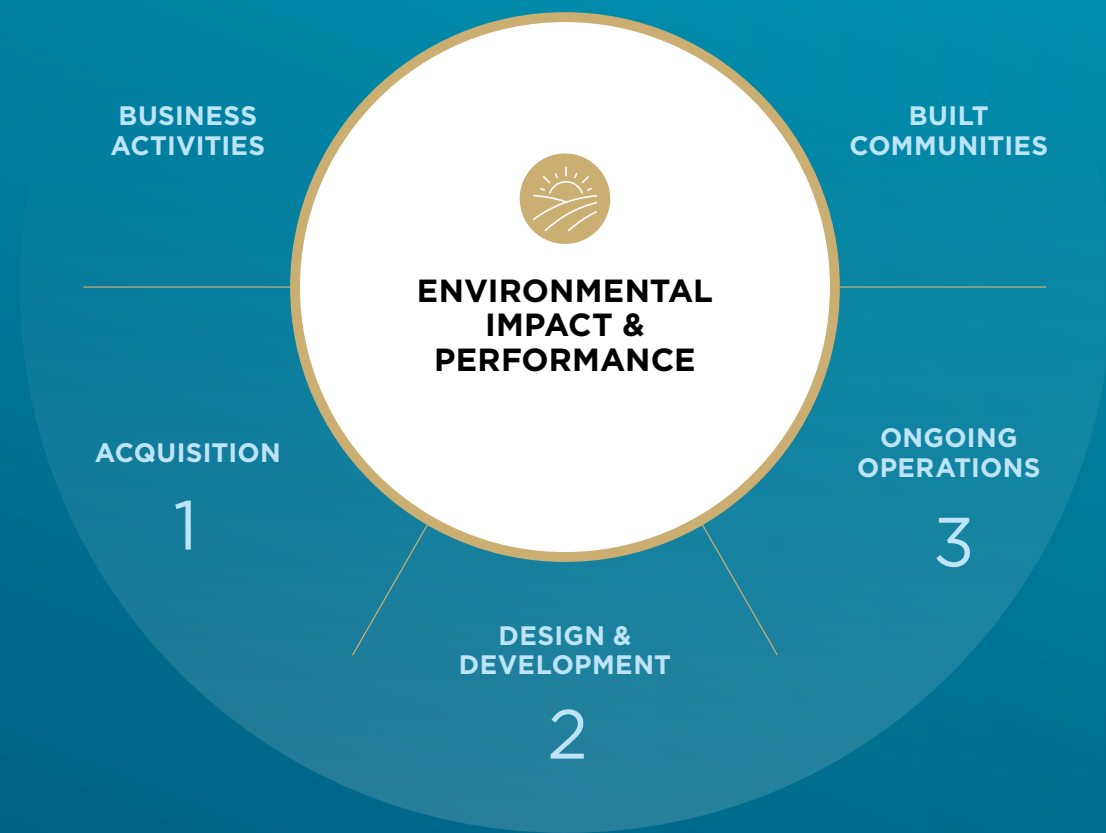 BUSINESS
ACTIVITIES
BUILT
COMMUNITIES
ENVIRONMENTAL
IMPACT &
PERFORMANCE
ACQUISITION
1
DESIGN &
DEVELOPMENT
2
ONGOING
OPERATIONS
3